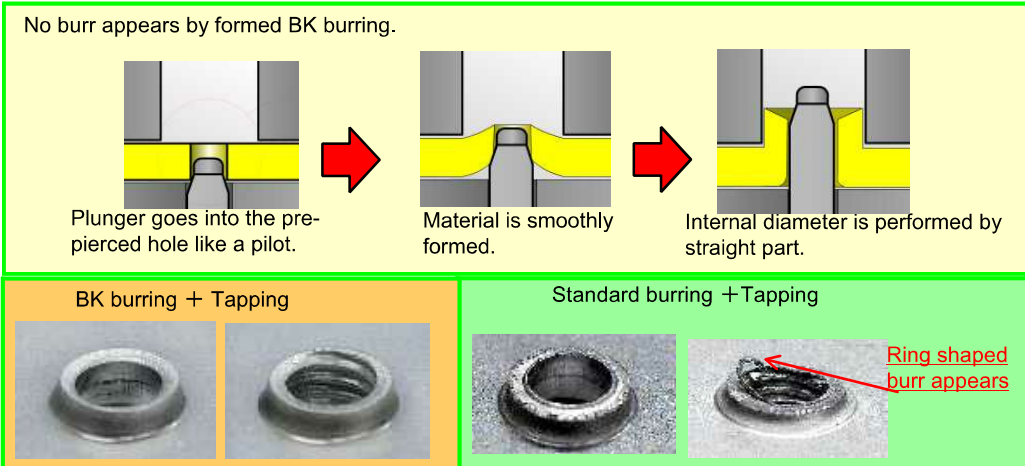 No burr appears by formed BK burring.
Plunger goes into the pre-
pierced hole like a pilot.
Material is smoothly
formed.
Internal diameter is performed by
straight part.
BK burring ＋ Tapping
Standard burring ＋Tapping
Ring shaped
burr appears